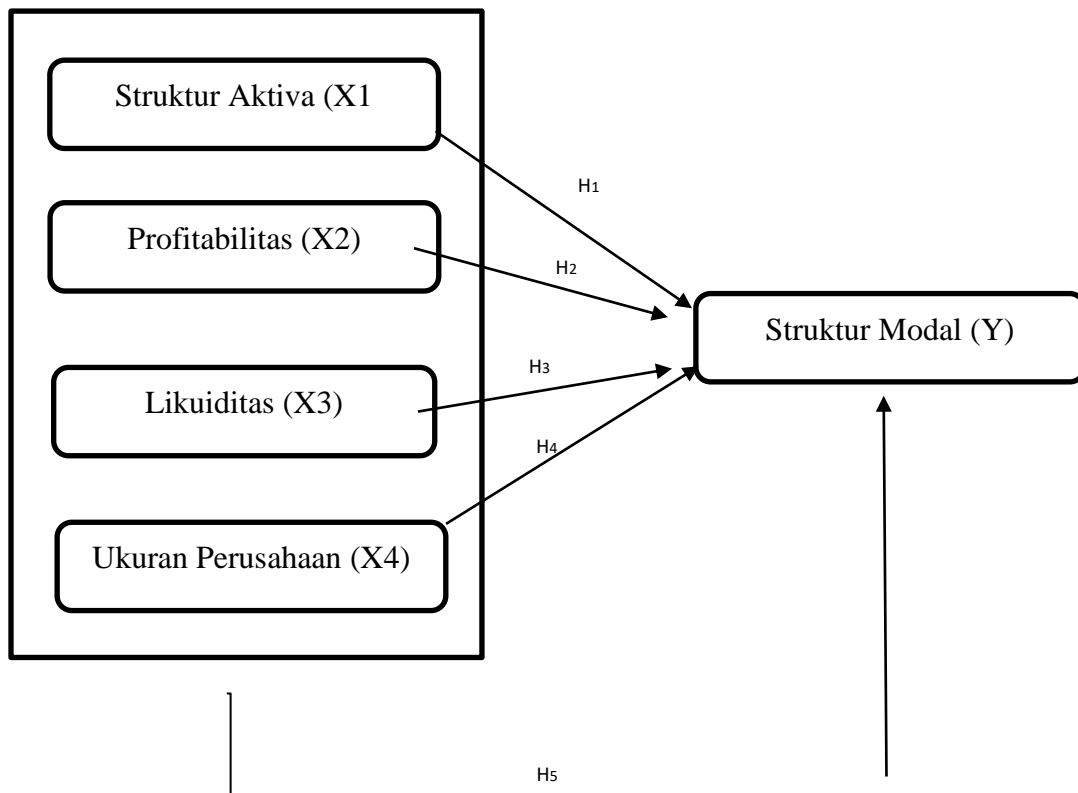 Struktur Aktiva (X1
H1
Profitabilitas (X2)
H2
Struktur Modal (Y)
H3
Likuiditas (X3)
H4
Ukuran Perusahaan (X4)
H5